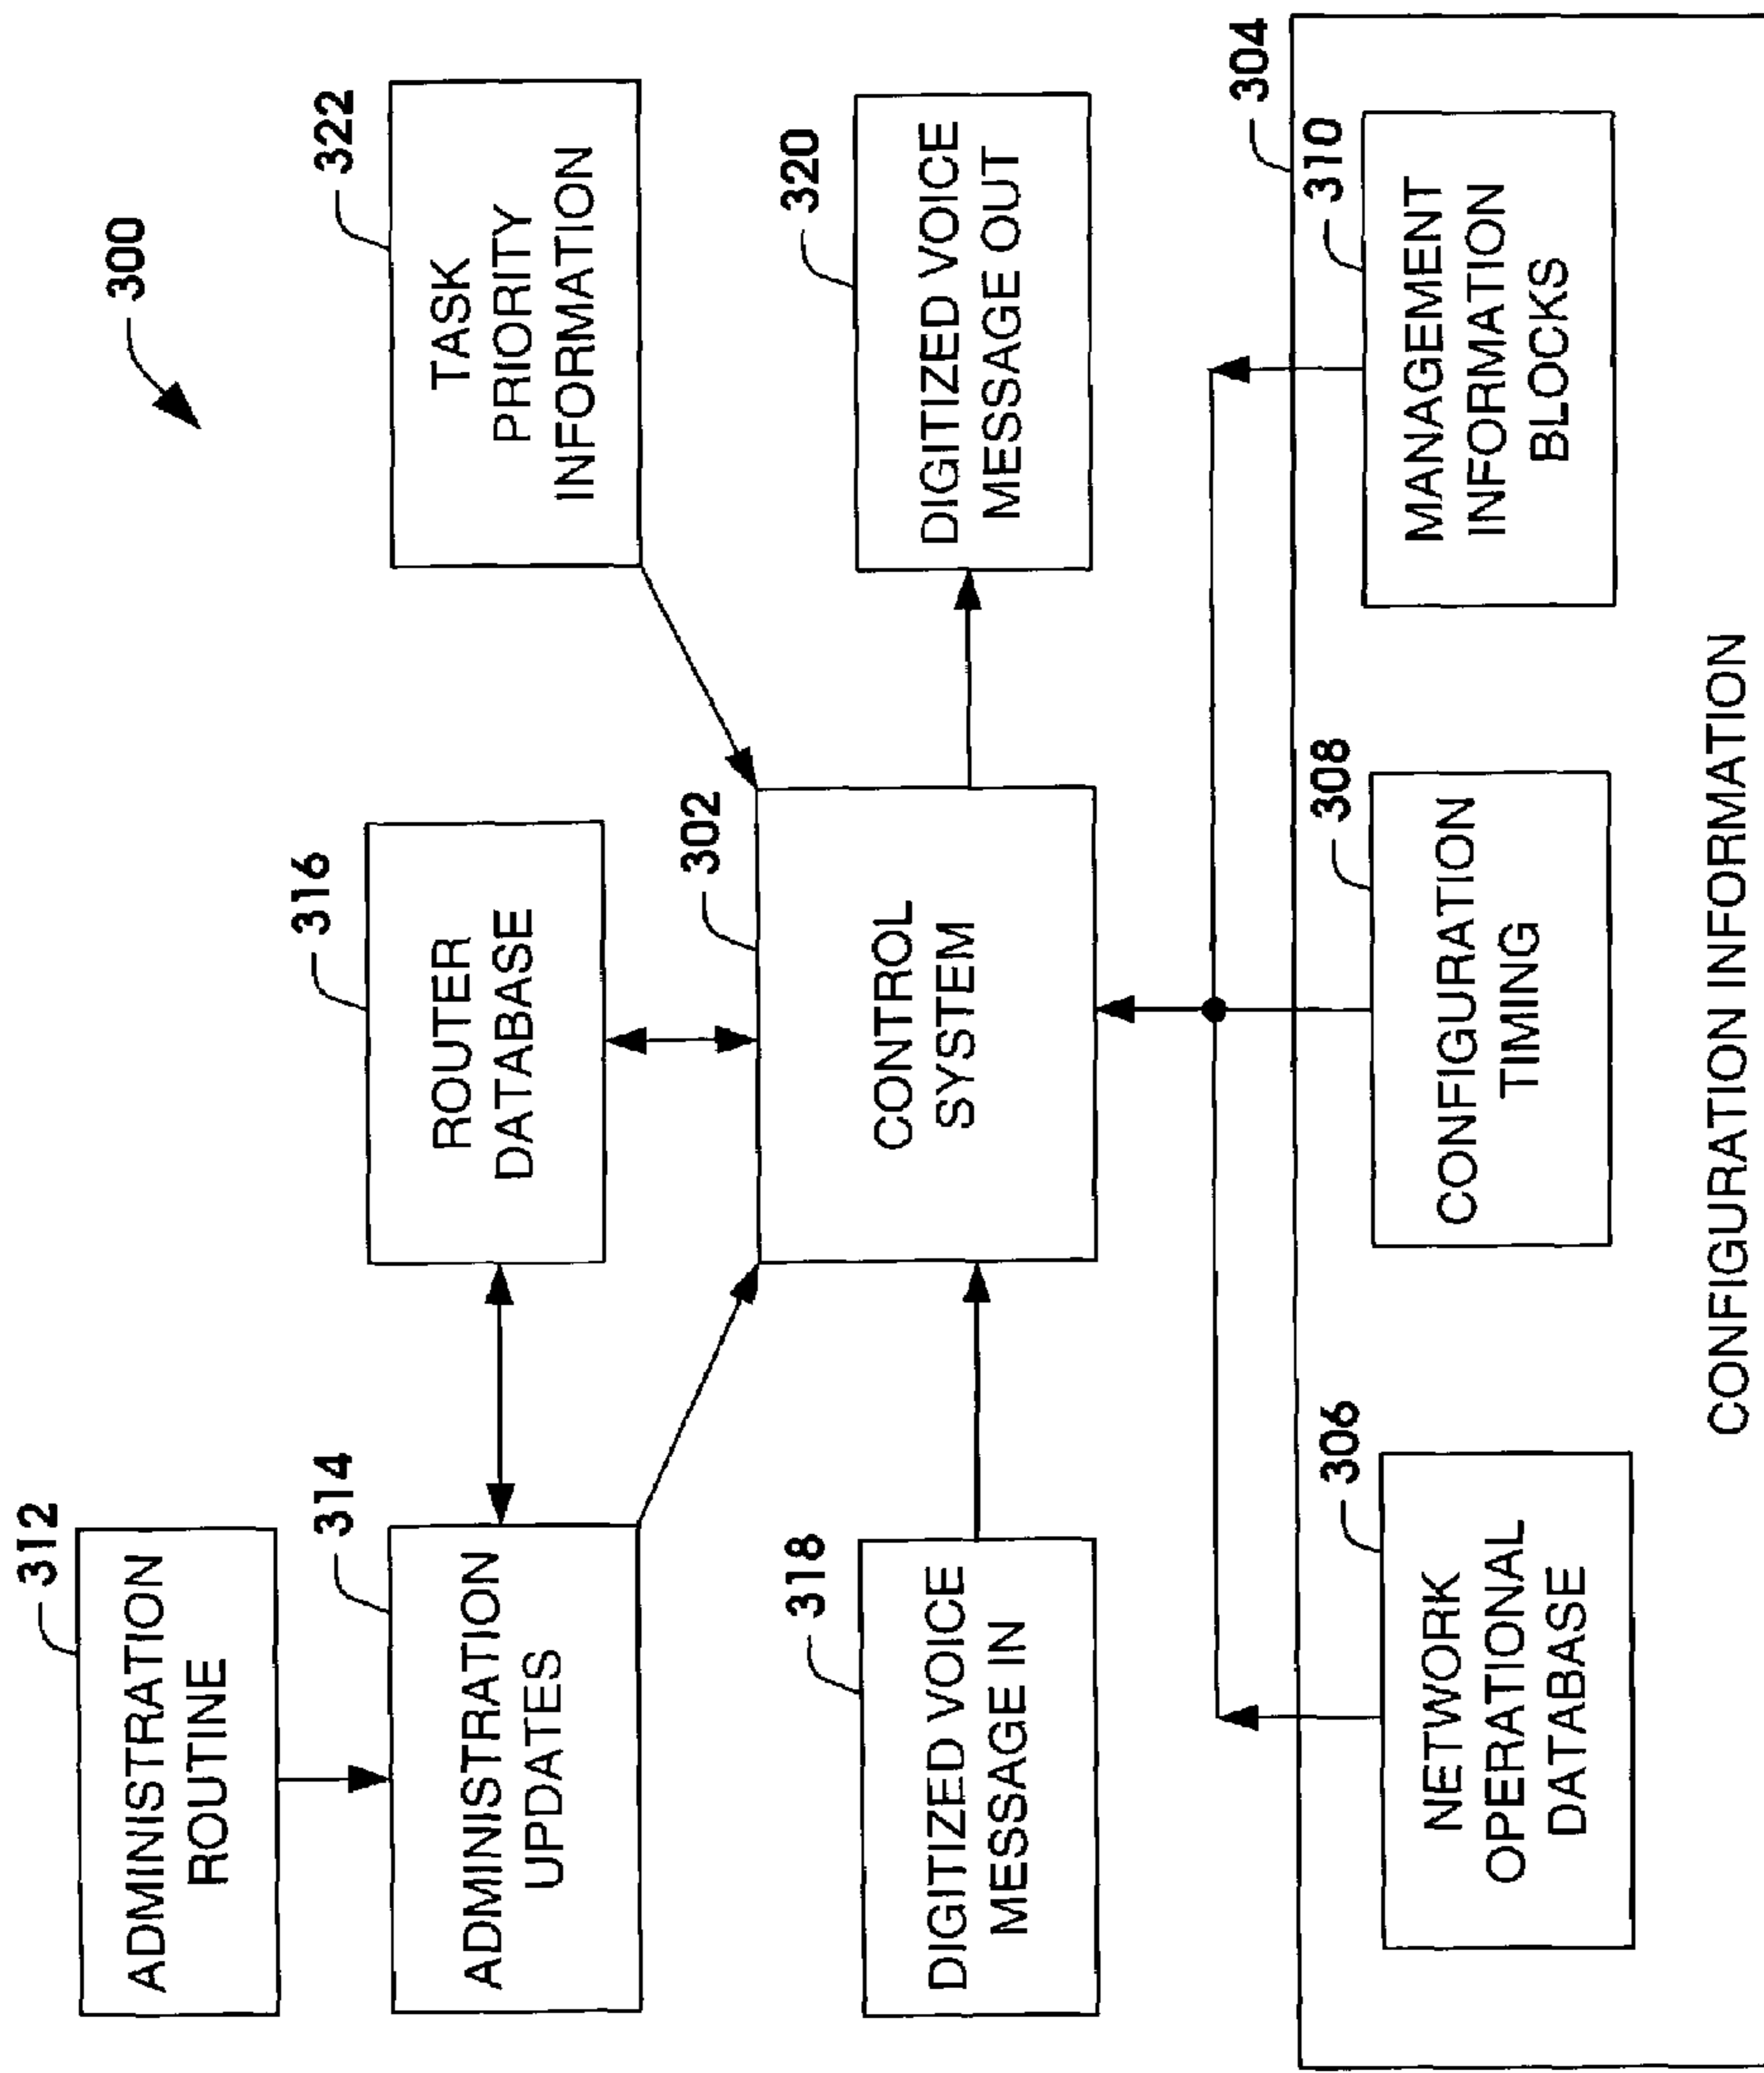 300
312
ADMINISTRATION
ROUTINE
314
ADMINISTRATION
UPDATES
316
ROUTER
DATABASE
322
TASK
PRIORITY
INFORMATION
318
DIGITIZED VOICE
MESSAGE IN
302
CONTROL
SYSTEM
320
DIGITIZED VOICE
MESSAGE OUT
304
306
NETWORK
OPERATIONAL
DATABASE
308
CONFIGURATION
TIMING
310
MANAGEMENT
INFORMATION
BLOCKS
CONFIGURATION INFORMATION